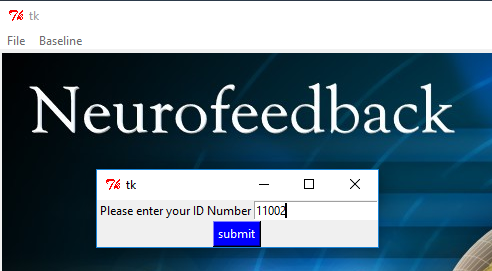 tk
File Baseline
Neurofeedback
tk
Please enter your ID Number 11002
submit